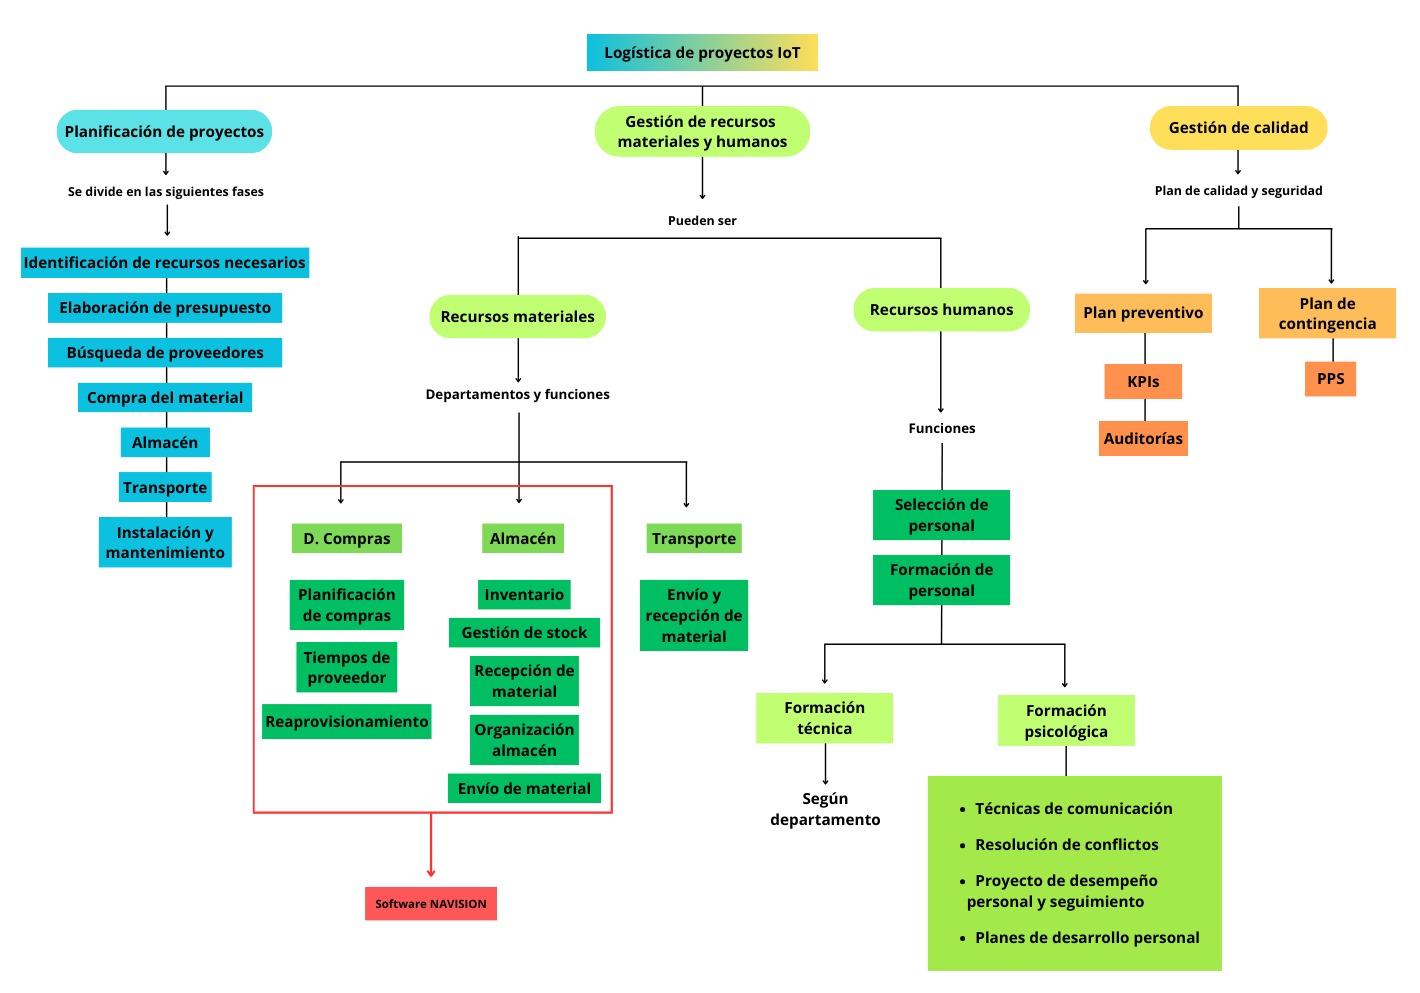 Logística de proyectos IoT
Planificación de proyectos
Se divide en las siguientes fases
Identificación de recursos necesarios
Elaboración de presupuesto
Búsqueda de proveedores
Compra del material
Almacén
Transporte
Instalación y
mantenimiento
Gestión de recursos
materiales y humanos
Pueden ser
Recursos materiales
Departamentos y funciones
D. Compras
Planificación
de compras
Tiempos de
proveedor
Reaprovisionamiento
Almacén
Inventario
Gestión de stock
Recepción de
material
Organización
almacén
Envío de material
Software NAVISION
Transporte
Envío y
recepción de
material
Recursos humanos
Funciones
Selección de
personal
Formación de
personal
Formación
técnica
Según
departamento
Formación
psicológica
• Técnicas de comunicación
• Resolución de conflictos
• Proyecto de desempeño
personal y seguimiento
• Planes de desarrollo personal
Gestión de calidad
Plan de calidad y seguridad
Plan preventivo
KPIs
Auditorías
Plan de
contingencia
PPS